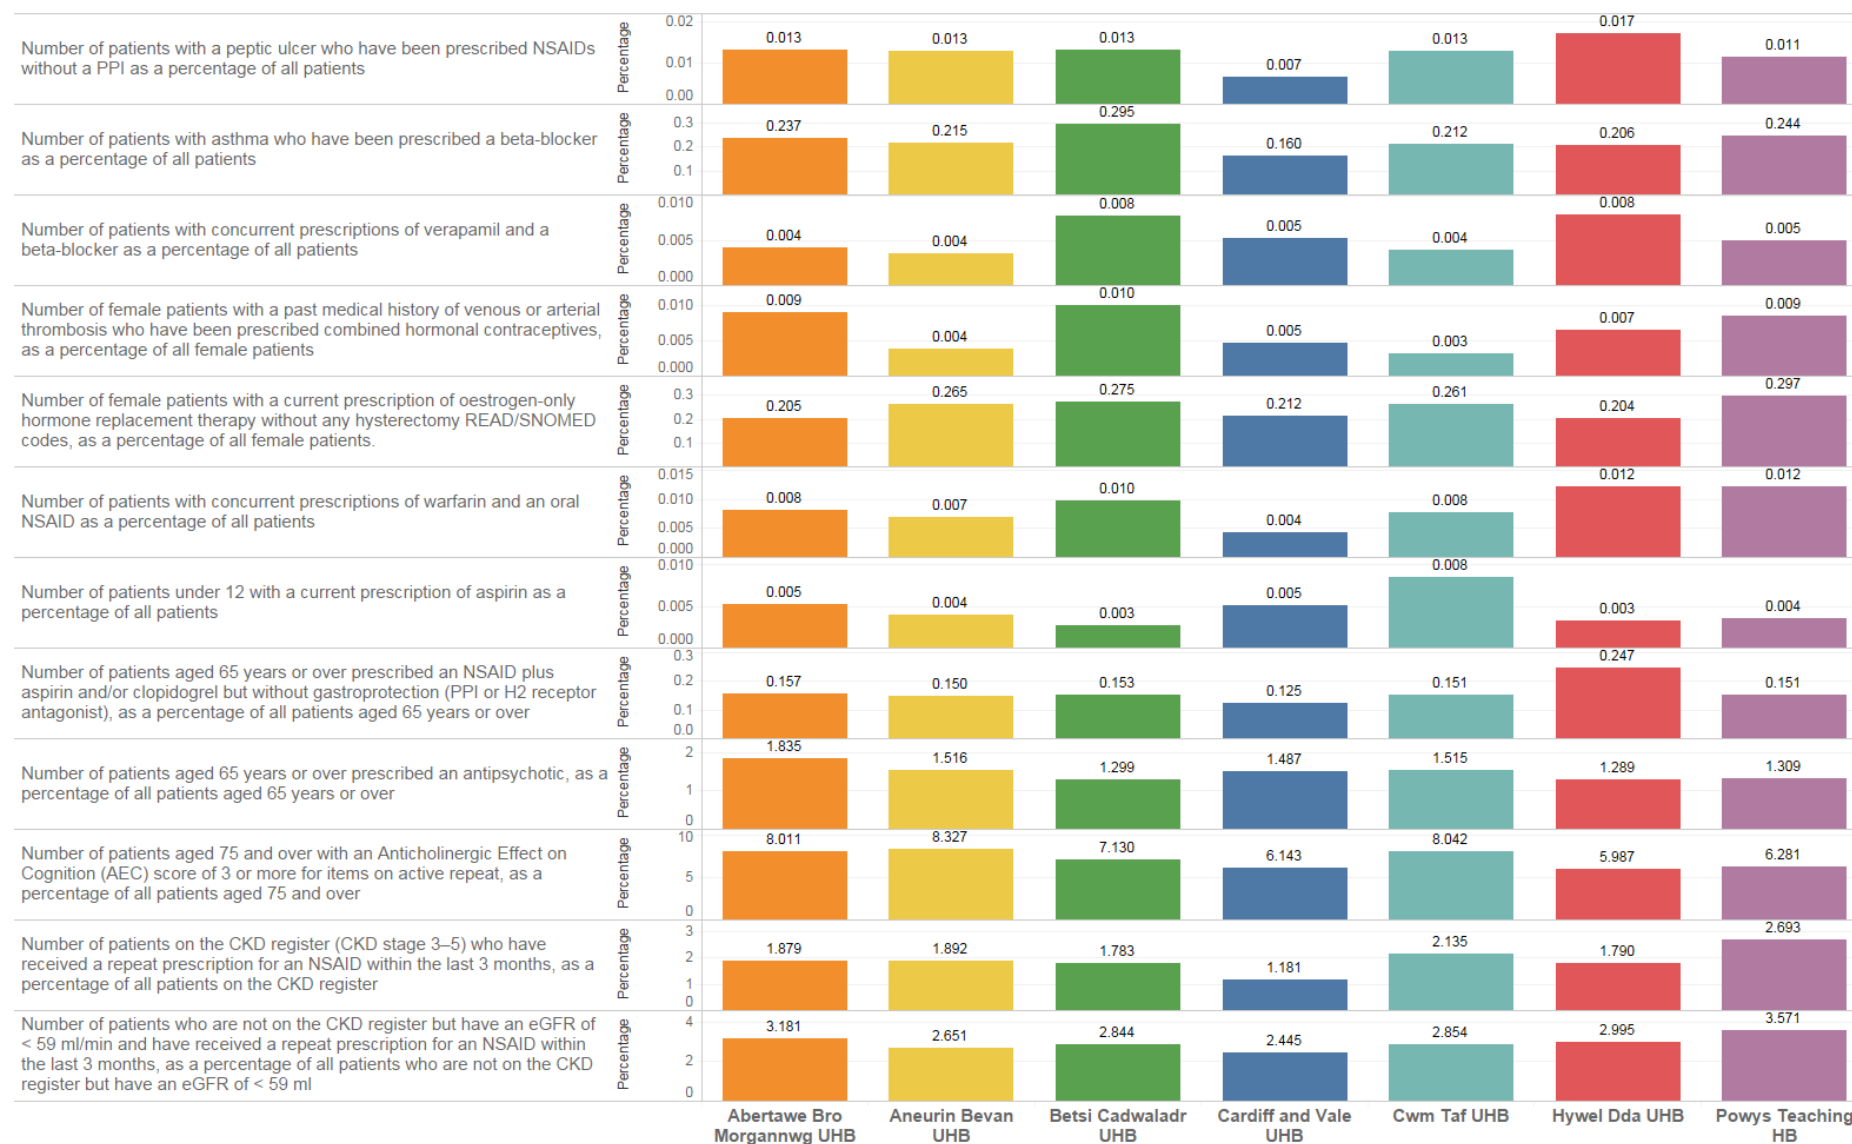 Number of patients with a peptic ulcer who have been prescribed NSAIDs
without a PPI as a percentage of all patients
Percentage
0.02
0.01
0.00
0.013
0.013
0.013
0.007
0.013
0.017
0.011
Number of patients with asthma who have been prescribed a beta-blocker
as a percentage of all patients
Percentage
0.3
0.2
0.1
0.237
0.215
0.295
0.160
0.212
0.206
0.244
Number of patients with concurrent prescriptions of verapamil and a
beta-blocker as a percentage of all patients
Percentage
0.010
0.005
0.000
0.004
0.004
0.008
0.005
0.004
0.008
0.005
Number of female patients with a past medical history of venous or arterial
thrombosis who have been prescribed combined hormonal contraceptives,
as a percentage of all female patients
Percentage
0.010
0.005
0.000
0.009
0.004
0.010
0.005
0.003
0.007
0.009
Number of female patients with a current prescription of oestrogen-only
hormone replacement therapy without any hysterectomy READ/SNOMED
codes, as a percentage of all female patients.
Percentage
0.3
0.2
0.1
0.205
0.265
0.275
0.212
0.261
0.204
0.297
Number of patients with concurrent prescriptions of warfarin and an oral
NSAID as a percentage of all patients
Percentage
0.015
0.010
0.005
0.000
0.008
0.007
0.010
0.004
0.008
0.012
0.012
Number of patients under 12 with a current prescription of aspirin as a
percentage of all patients
Percentage
0.010
0.005
0.000
0.005
0.004
0.003
0.005
0.008
0.003
0.004
Number of patients aged 65 years or over prescribed an NSAID plus
aspirin and/or clopidogrel but without gastroprotection (PPI or H2 receptor
antagonist), as a percentage of all patients aged 65 years or over
Percentage
0.3
0.2
0.1
0.0
0.157
0.150
0.153
0.125
0.151
0.247
0.151
Number of patients aged 65 years or over prescribed an antipsychotic, as a
percentage of all patients aged 65 years or over
Percentage
2
1
0
1.835
1.516
1.299
1.487
1.515
1.289
1.309
Number of patients aged 75 and over with an Anticholinergic Effect on
Cognition (AEC) score of 3 or more for items on active repeat, as a
percentage of all patients aged 75 and over
Percentage
10
5
0
8.011
8.327
7.130
6.143
8.042
5.987
6.281
Number of patients on the CKD register (CKD stage 3–5) who have
received a repeat prescription for an NSAID within the last 3 months, as a
percentage of all patients on the CKD register
Percentage
3
2
1
0
1.879
1.892
1.783
1.181
2.135
1.790
2.693
Number of patients who are not on the CKD register but have an eGFR of
< 59 ml/min and have received a repeat prescription for an NSAID within
the last 3 months, as a percentage of all patients who are not on the CKD
register but have an eGFR of < 59 ml
Percentage
4
2
0
3.181
2.651
2.844
2.445
2.854
2.995
3.571
Abertawe Bro
Morgannwg UHB
Aneurin Bevan
UHB
Betsi Cadwaladr
UHB
Cardiff and Vale
UHB
Cwm Taf UHB
Hywel Dda UHB
Powys Teaching
HB